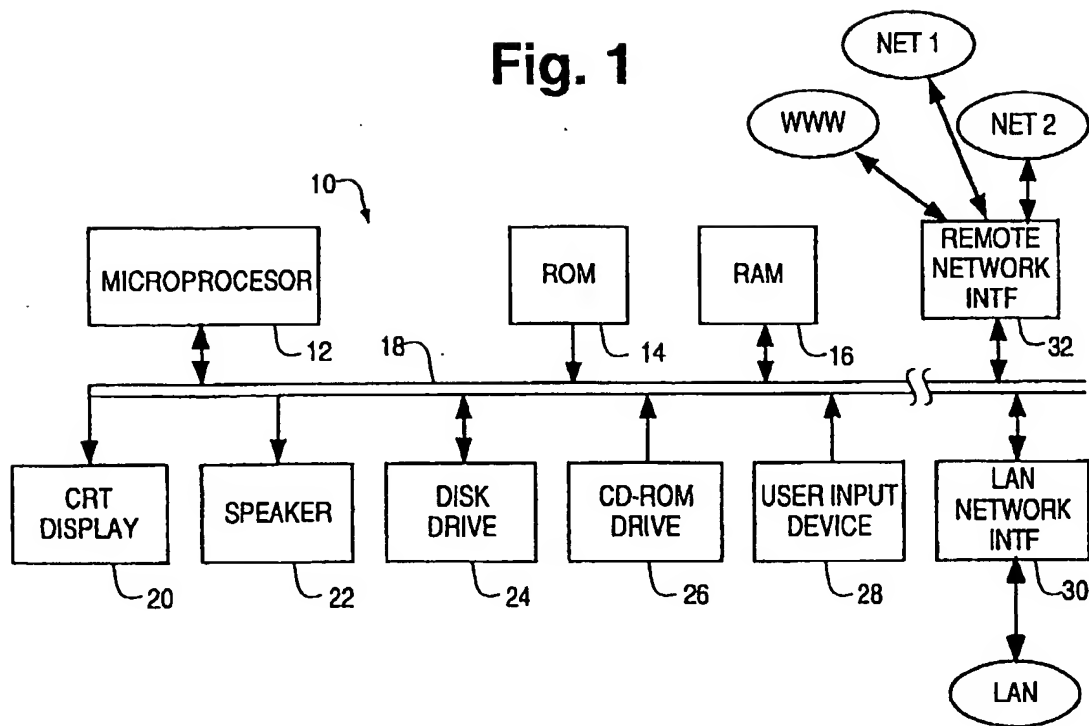 Fig. 1
NET 1
WWW
NET 2
10
MICROPROCESOR
ROM
RAM
REMOTE
NETWORK
INTF
12
18
14
16
32
CRT
DISPLAY
SPEAKER
DISK
DRIVE
CD-ROM
DRIVE
USER INPUT
DEVICE
LAN
NETWORK
INTF
20
22
24
26
28
30
LAN